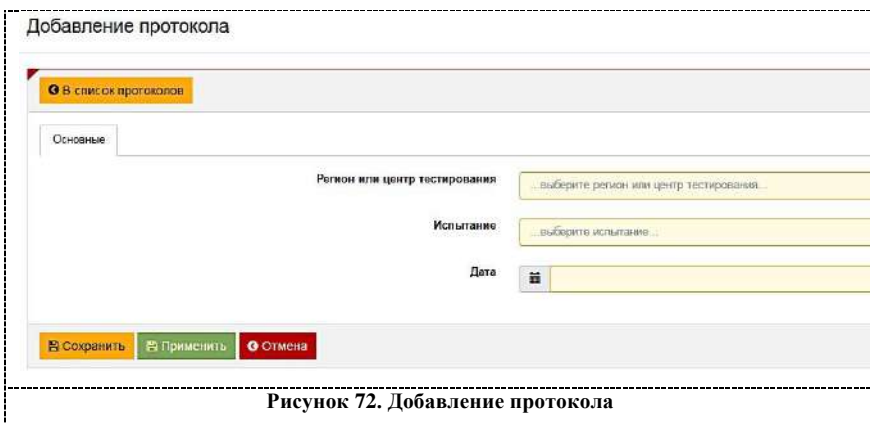 Добавление протокола
В список протоколов
Основные
Регион или центр тестирования
...выберите регион или центр тестирования...
Испытание
...выберите испытание...
Дата
Сохранить Применить Отмена
Рисунок 72. Добавление протокола